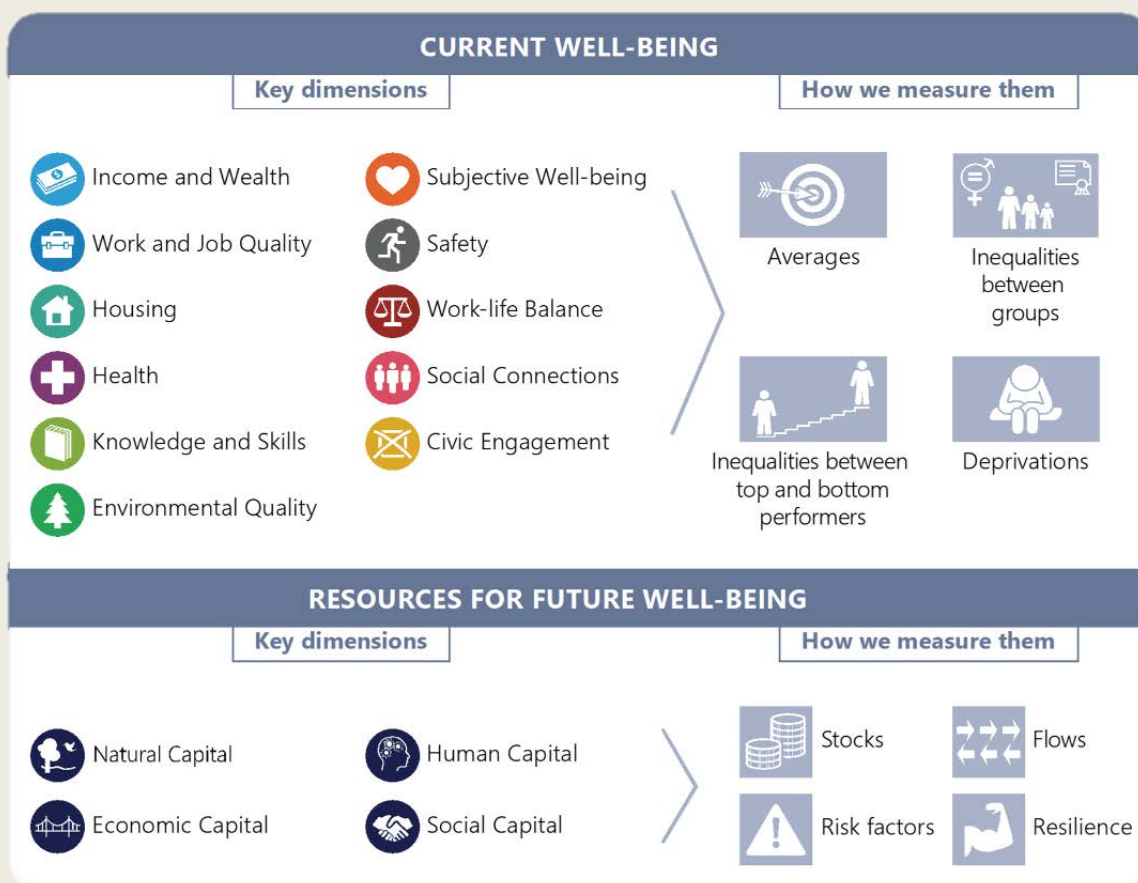 CURRENT WELL-BEING
Key dimensions
How we measure them
Income and Wealth
Work and Job Quality
Housing
Health
Knowledge and Skills
Environmental Quality
Subjective Well-being
Safety
Work-life Balance
Social Connections
Civic Engagement
Averages
Inequalities
between
groups
Inequalities between
top and bottom
performers
Deprivations
RESOURCES FOR FUTURE WELL-BEING
Key dimensions
How we measure them
Natural Capital
Economic Capital
Human Capital
Social Capital
Stocks
Flows
Risk factors
Resilience